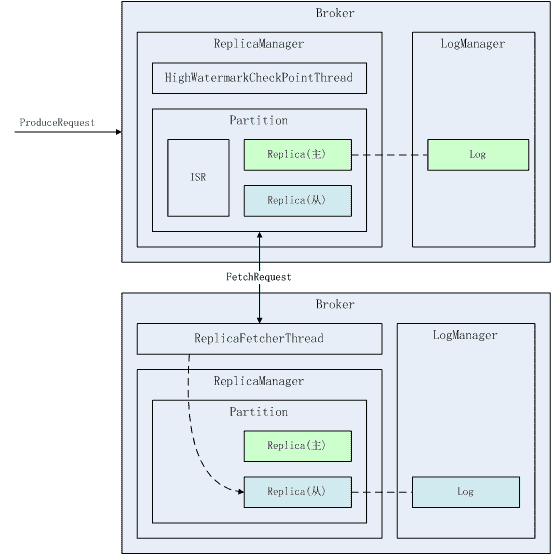 Broker
ReplicaManager
LogManager
HighWatermarkCheckPointThread
Partition
ProduceRequest
Replica(主)
Log
ISR
Replica(从)
FetchRequest
Broker
ReplicaFetcherThread
LogManager
ReplicaManager
Partition
Replica(主)
Replica(从)
Log